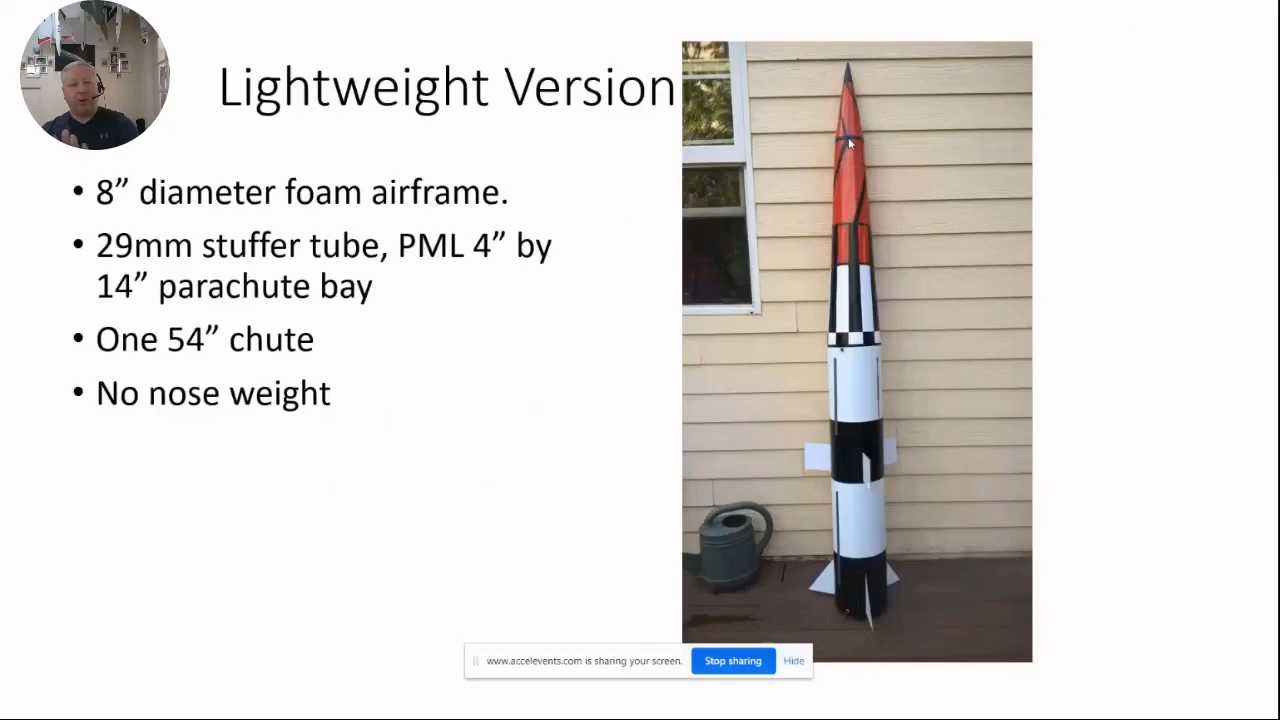 Lightweight Version
• 8” diameter foam airframe.
• 29mm stuffer tube, PML 4” by
14” parachute bay
• One 54” chute
• No nose weight
www.accelevents.com is sharing your screen.
Stop sharing
Hide